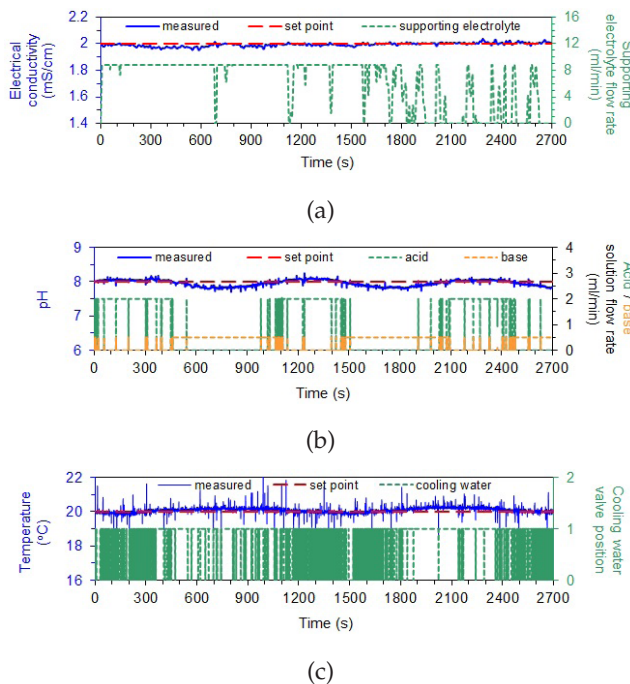 measured set point supporting electrolyte
Electrical
conductivity
(mS/cm)
2.2
2.0
1.8
1.6
1.4
16
12
8
4
0
Supporting
electrolyte flow rate
(ml/min)
0 300 600 900 1200 1500 1800 2100 2400 2700
Time (s)
(a)
measured set point acid base
pH
9
8
7
6
4
3
2
1
0
Acid / base
solution flow rate
(ml/min)
0 300 600 900 1200 1500 1800 2100 2400 2700
Time (s)
(b)
measured set point cooling water
Temperature
(°C)
22
20
18
16
2
1
0
Cooling water
valve position
0 300 600 900 1200 1500 1800 2100 2400 2700
Time (s)
(c)